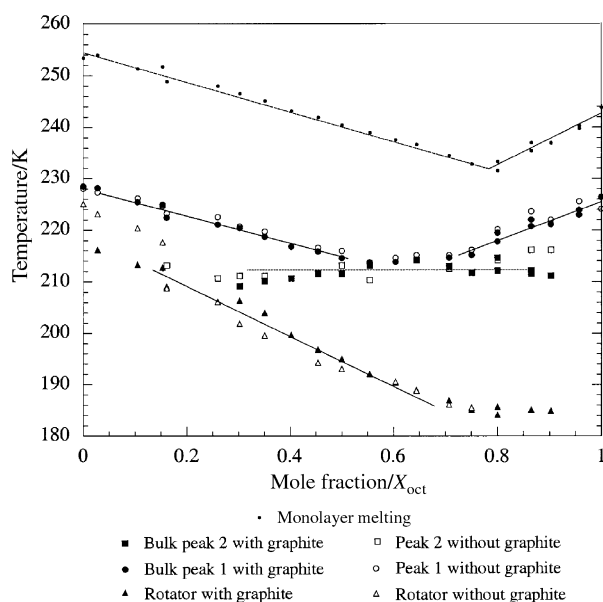 260
250
240
230
220
210
200
190
180
Temperature/K
0
0.2
0.4
0.6
0.8
1
Mole fraction/Xoct
Monolayer melting
Bulk peak 2 with graphite
Peak 2 without graphite
Bulk peak 1 with graphite
Peak 1 without graphite
Rotator with graphite
Rotator without graphite